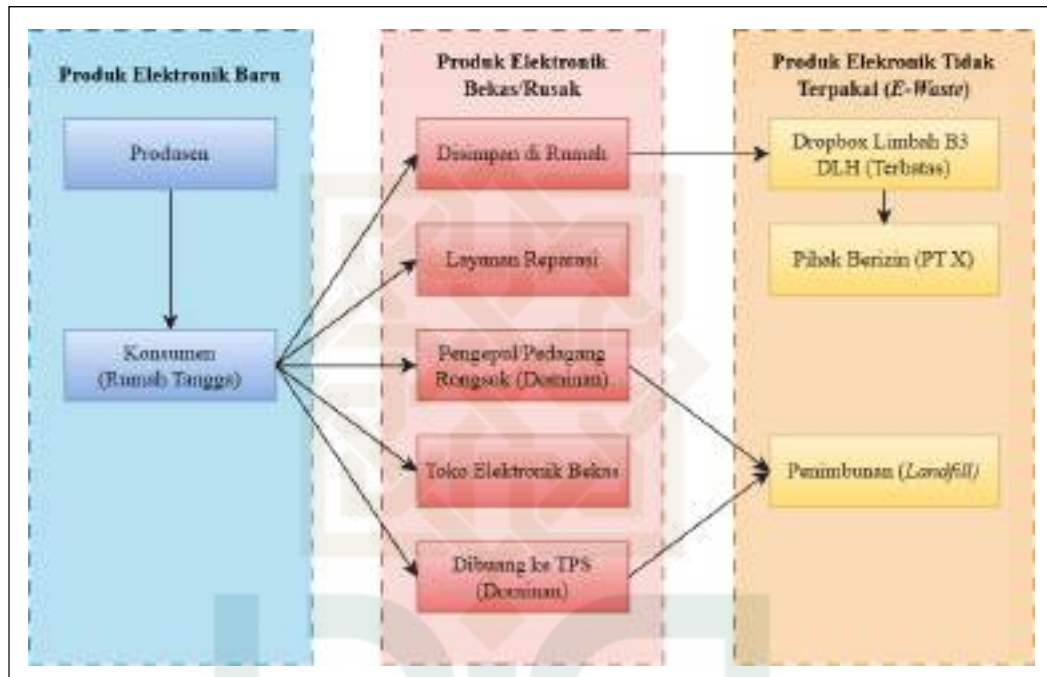 Produk Elektronik Baru
Produsen
Konsumen
(Rumah Tangga)
Produk Elektronik
Bekas/Rusak
Disimpan di Rumah
Layanan Reparasi
Pengepul/Pedagang
Rongsok (Dominan)
Toko Elektronik Bekas
Dibuang ke TPS
(Dominan)
Produk Elekronik Tidak
Terpakai (E-Waste)
Dropbox Limbah B3
DLH (Terbatas)
Pihak Berizin (PT X)
Penimbunan (Landfill)